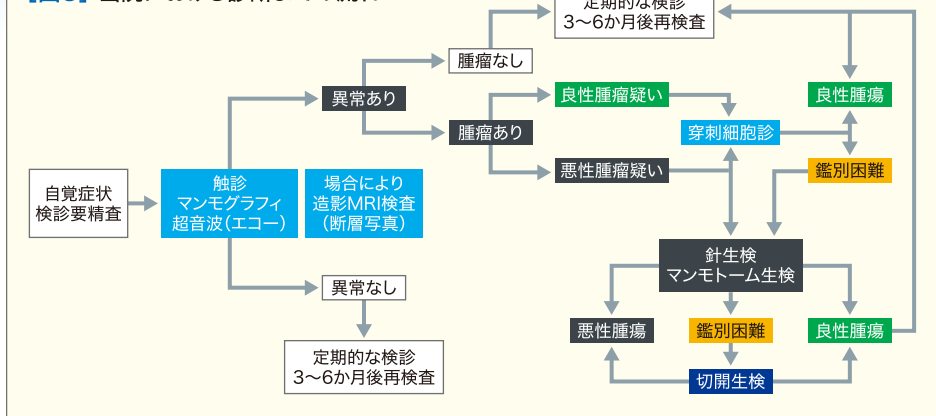 定期的な検診
3〜6か月後再検査
腫瘤なし
異常あり
良性腫瘤疑い
良性腫瘍
腫瘤あり
穿刺細胞診
悪性腫瘤疑い
鑑別困難
自覚症状
検診要精査
触診
マンモグラフィ
超音波（エコー）
場合により
造影MRI検査
（断層写真）
針生検
マンモトーム生検
異常なし
悪性腫瘍
鑑別困難
良性腫瘍
定期的な検診
3〜6か月後再検査
切開生検